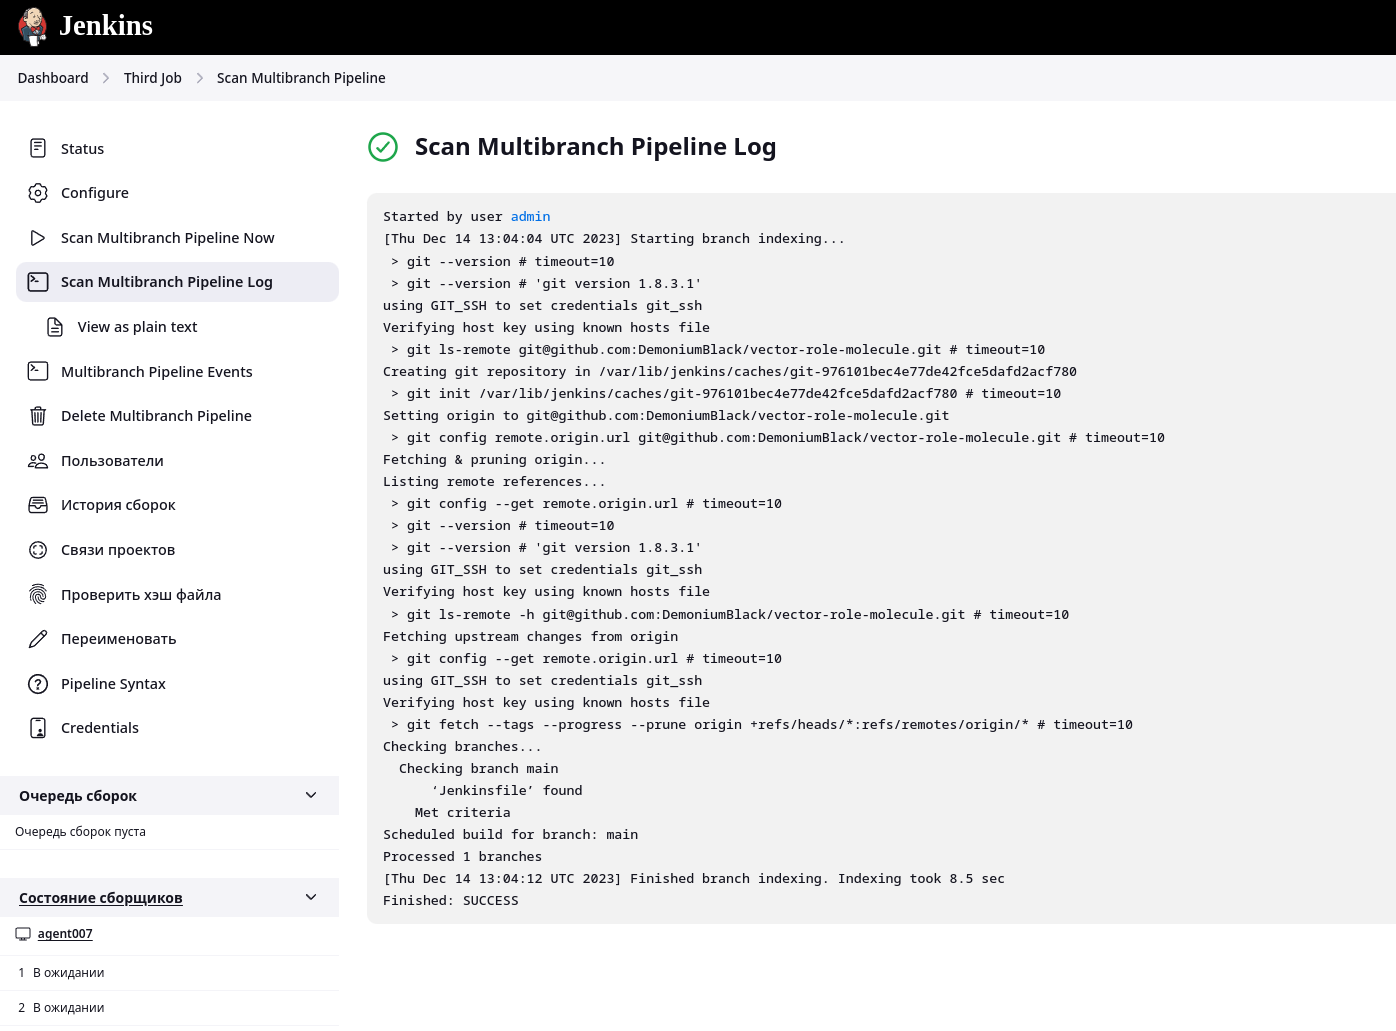 Jenkins
Dashboard
Third Job
Scan Multibranch Pipeline
Status
Configure
Scan Multibranch Pipeline Now
Scan Multibranch Pipeline Log
View as plain text
Multibranch Pipeline Events
Delete Multibranch Pipeline
Пользователи
История сборок
Связи проектов
Проверить хэш файла
Переименовать
Pipeline Syntax
Credentials
Очередь сборок
Очередь сборок пуста
Состояние сборщиков
agent007
1 В ожидании
2 В ожидании
Scan Multibranch Pipeline Log
Started by user admin
[Thu Dec 14 13:04:04 UTC 2023] Starting branch indexing...
 > git --version # timeout=10
 > git --version # 'git version 1.8.3.1'
using GIT_SSH to set credentials git_ssh
Verifying host key using known hosts file
 > git ls-remote git@github.com:DemoniumBlack/vector-role-molecule.git # timeout=10
Creating git repository in /var/lib/jenkins/caches/git-976101bec4e77de42fce5dafd2acf780
 > git init /var/lib/jenkins/caches/git-976101bec4e77de42fce5dafd2acf780 # timeout=10
Setting origin to git@github.com:DemoniumBlack/vector-role-molecule.git
 > git config remote.origin.url git@github.com:DemoniumBlack/vector-role-molecule.git # timeout=10
Fetching & pruning origin...
Listing remote references...
 > git config --get remote.origin.url # timeout=10
 > git --version # timeout=10
 > git --version # 'git version 1.8.3.1'
using GIT_SSH to set credentials git_ssh
Verifying host key using known hosts file
 > git ls-remote -h git@github.com:DemoniumBlack/vector-role-molecule.git # timeout=10
Fetching upstream changes from origin
 > git config --get remote.origin.url # timeout=10
using GIT_SSH to set credentials git_ssh
Verifying host key using known hosts file
 > git fetch --tags --progress --prune origin +refs/heads/*:refs/remotes/origin/* # timeout=10
Checking branches...
  Checking branch main
      ‘Jenkinsfile’ found
    Met criteria
Scheduled build for branch: main
Processed 1 branches
[Thu Dec 14 13:04:12 UTC 2023] Finished branch indexing. Indexing took 8.5 sec
Finished: SUCCESS